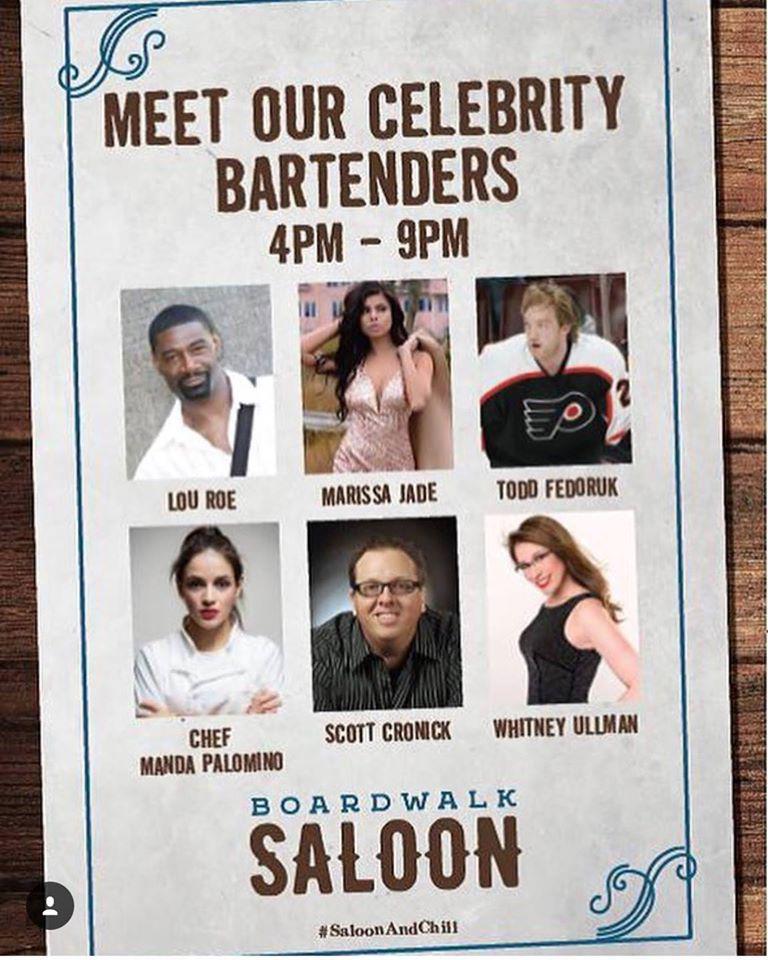 MEET OUR CELEBRITY
BARTENDERS
4PM – 9PM
LOU ROE
MARISSA JADE
TODD FEDORUK
2
CHEF
MANDA PALOMINO
SCOTT CRONICK
WHITNEY ULLMAN
BOARDWALK
SALOON
#SaloonAndChill